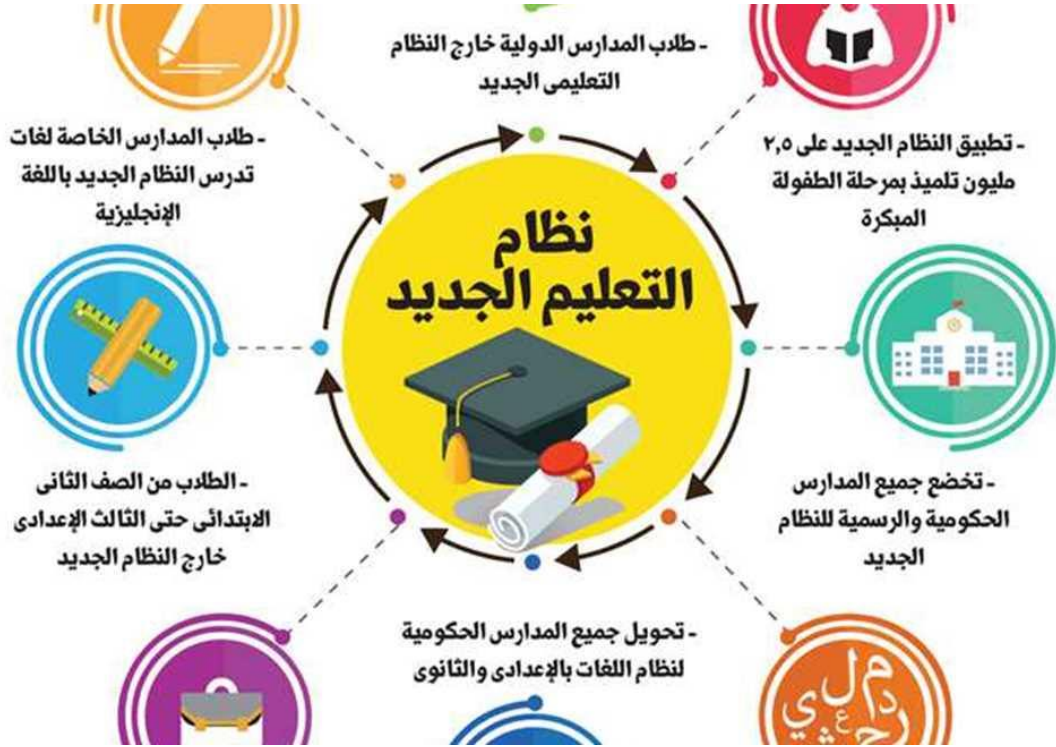 نظام
التعليم الجديد
- طلاب المدارس الدولية خارج النظام
التعليمى الجديد
- تطبيق النظام الجديد على ٢,٥
مليون تلميذ بمرحلة الطفولة
المبكرة
- تخضع جميع المدارس
الحكومية والرسمية للنظام
الجديد
- تحويل جميع المدارس الحكومية
لنظام اللغات بالإعدادى والثانوى
- الطلاب من الصف الثانى
الابتدائى حتى الثالث الإعدادى
خارج النظام الجديد
- طلاب المدارس الخاصة لغات
تدرس النظام الجديد باللغة
الإنجليزية